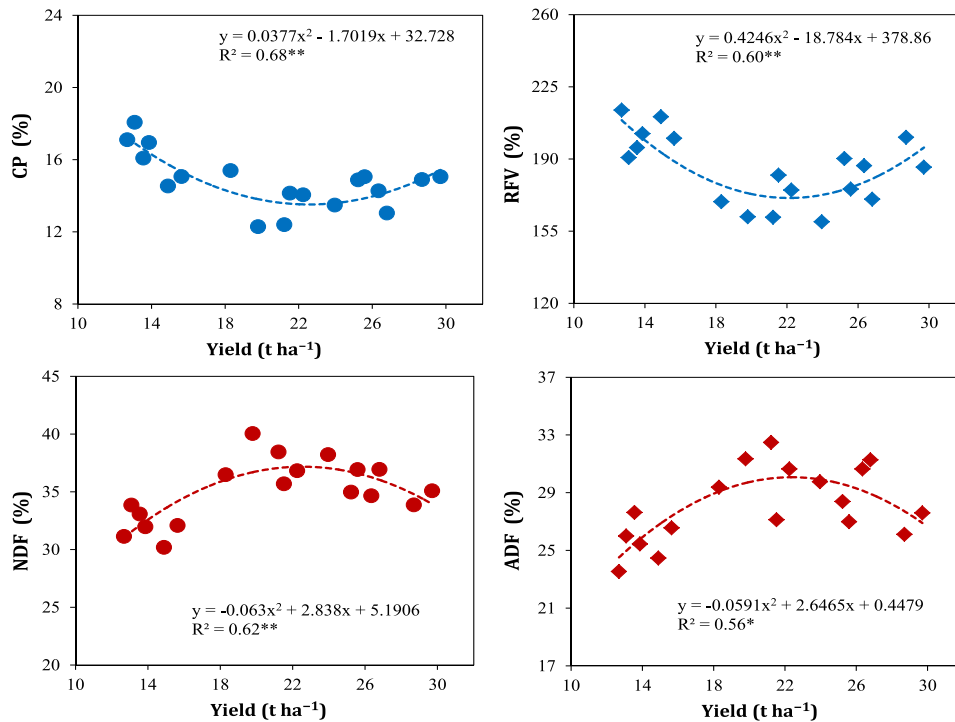 24
20
16
12
8
CP (%)
y = 0.0377x² - 1.7019x + 32.728
R² = 0.68**
10 14 18 22 26 30
Yield (t ha⁻¹)
260
225
190
155
120
RFV (%)
y = 0.4246x² - 18.784x + 378.86
R² = 0.60**
10 14 18 22 26 30
Yield (t ha⁻¹)
45
40
35
30
25
20
NDF (%)
y = -0.063x² + 2.838x + 5.1906
R² = 0.62**
10 14 18 22 26 30
Yield (t ha⁻¹)
37
33
29
25
21
17
ADF (%)
y = -0.0591x² + 2.6465x + 0.4479
R² = 0.56*
10 14 18 22 26 30
Yield (t ha⁻¹)